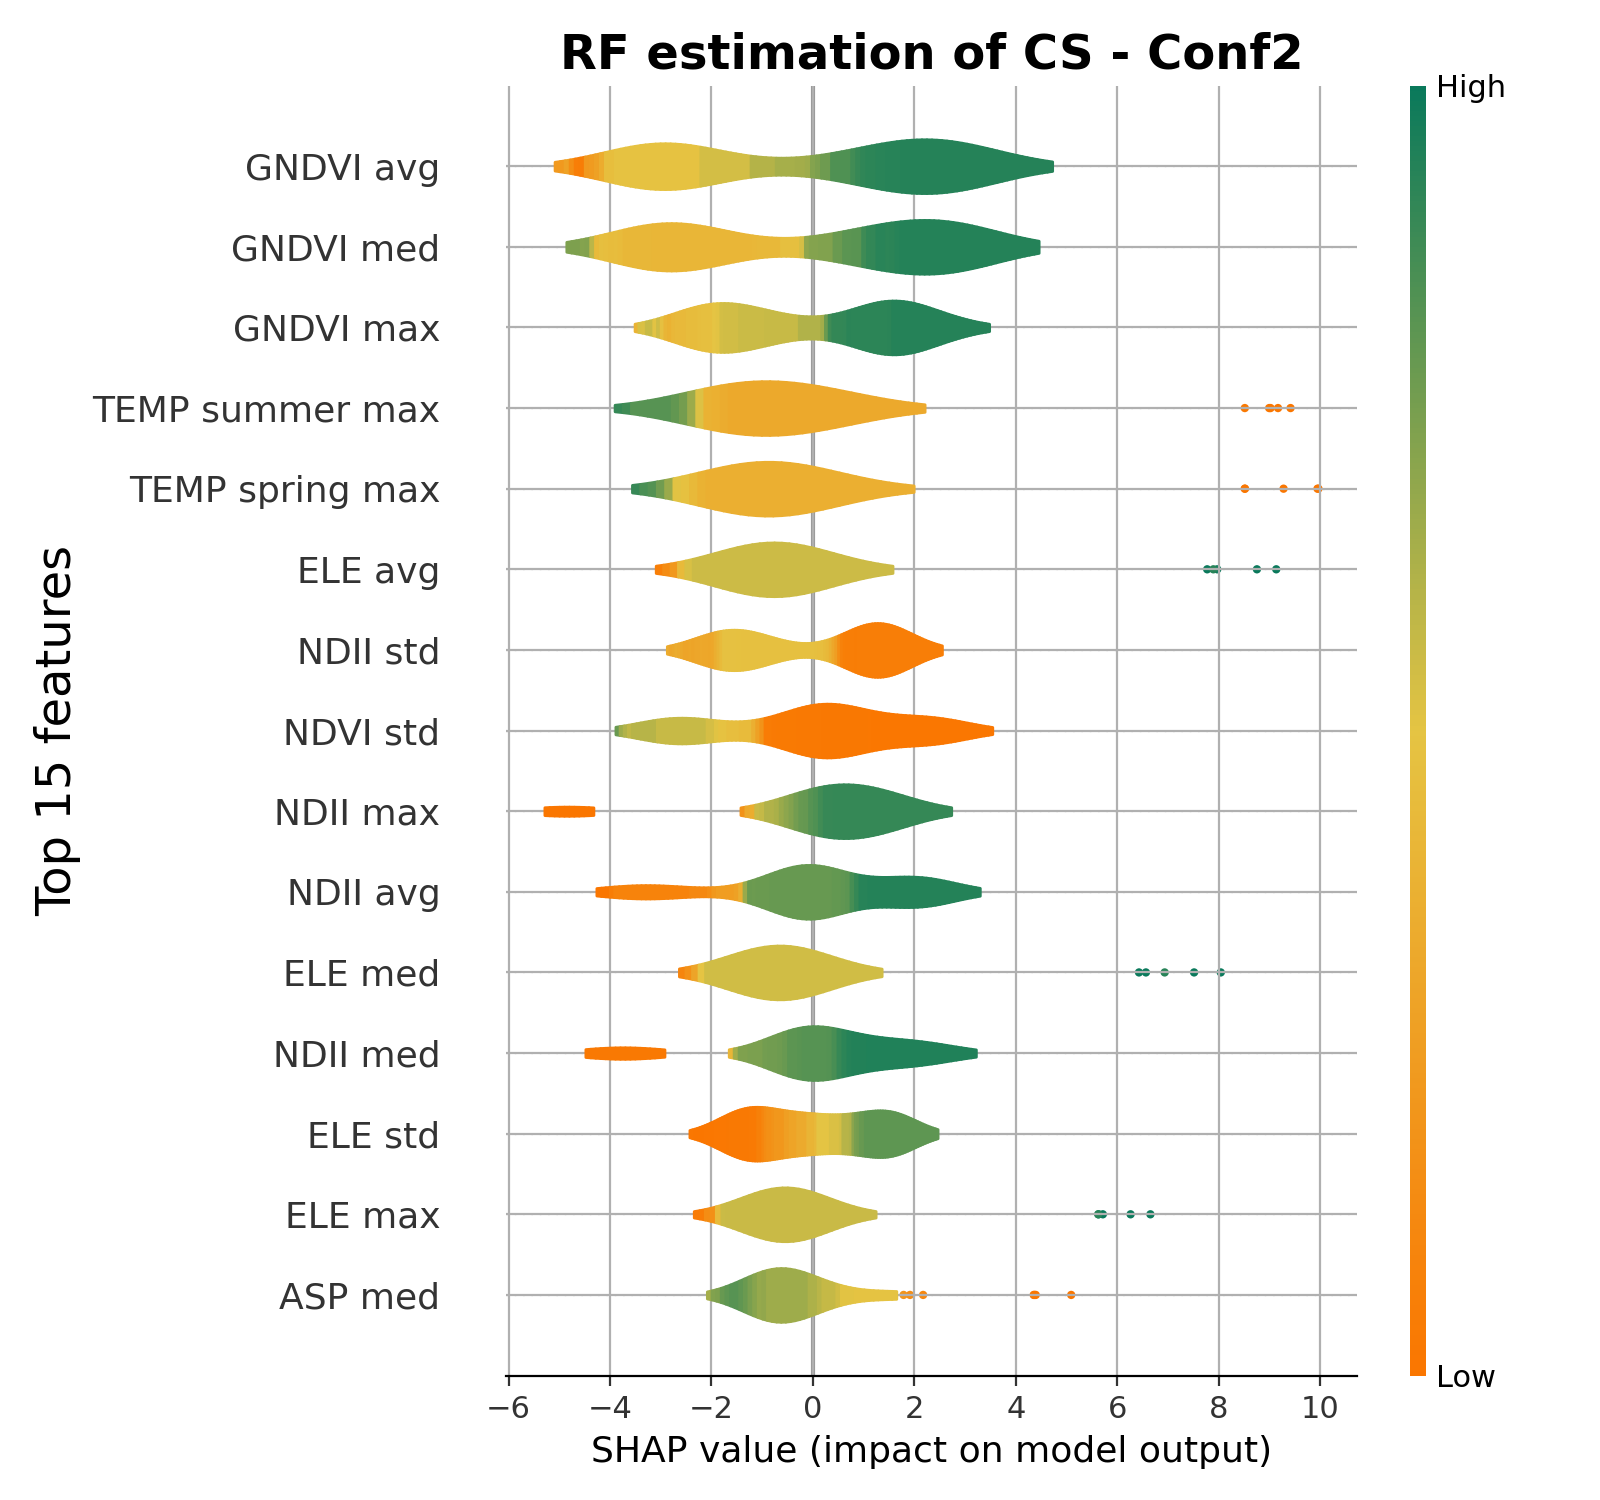 RF estimation of CS - Conf2
High
GNDVI avg
GNDVI med
GNDVI max
TEMP summer max
TEMP spring max
ELE avg
NDII std
NDVI std
NDII max
NDII avg
ELE med
NDII med
ELE std
ELE max
ASP med
Top 15 features
Low
−6 −4 −2 0 2 4 6 8 10
SHAP value (impact on model output)